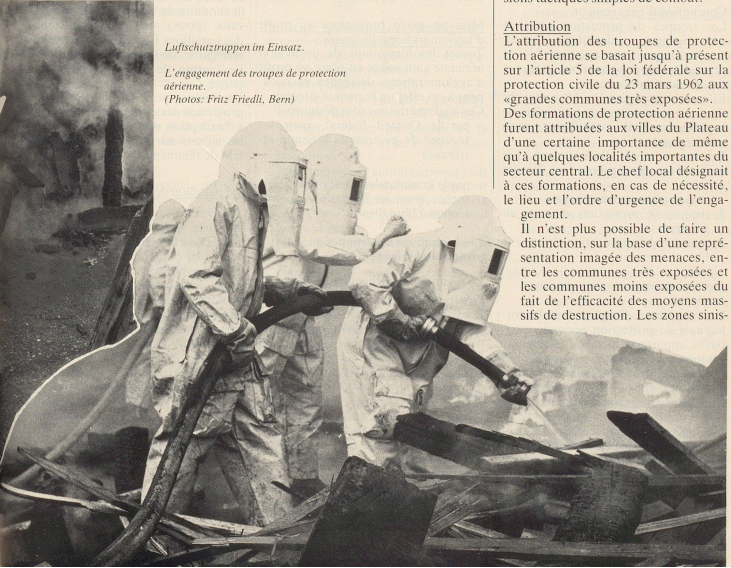 Luftschutztruppen im Einsatz.
L'engagement des troupes de protection
aérienne.
(Photos: Fritz Friedli, Bern)
sions tactiques simples de combat.
Attribution
L'attribution des troupes de protec-
tion aérienne se basait jusqu'à présent
sur l'article 5 de la loi fédérale sur la
protection civile du 23 mars 1962 aux
«grandes communes très exposées».
Des formations de protection aérienne
furent attribuées aux villes du Plateau
d'une certaine importance de même
qu'à quelques localités importantes du
secteur central. Le chef local désignait
à ces formations, en cas de nécessité,
le lieu et l'ordre d'urgence de l'enga-
gement.
Il n'est plus possible de faire un
distinction, sur la base d'une repré-
sentation imagée des menaces, en-
tre les communes très exposées et
les communes moins exposées du
fait de l'efficacité des moyens mas-
sifs de destruction. Les zones sinis-